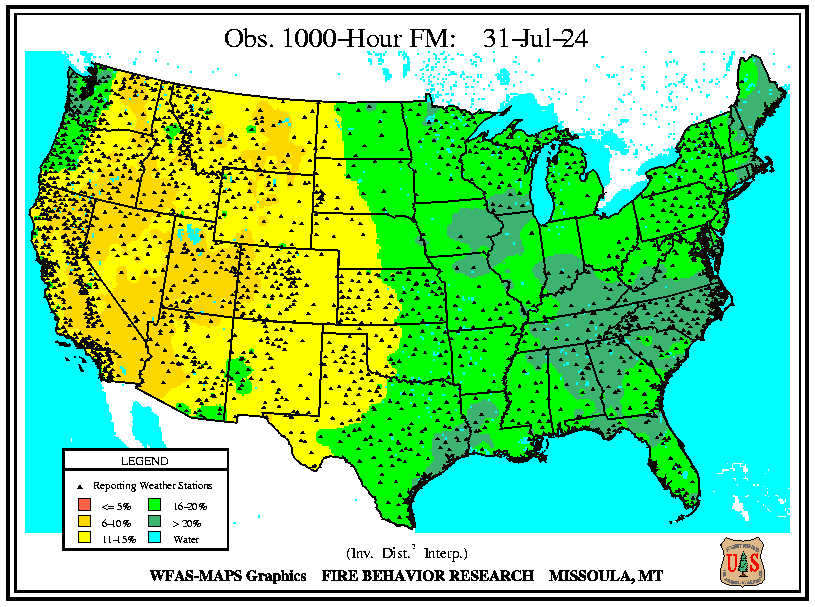 Obs. 1000-Hour FM: 31-Jul-24
LEGEND
Reporting Weather Stations
<= 5%
16-20%
6-10%
> 20%
11-15%
Water
(Inv. Dist.² Interp.)
WFAS-MAPS Graphics FIRE BEHAVIOR RESEARCH MISSOULA, MT
U S